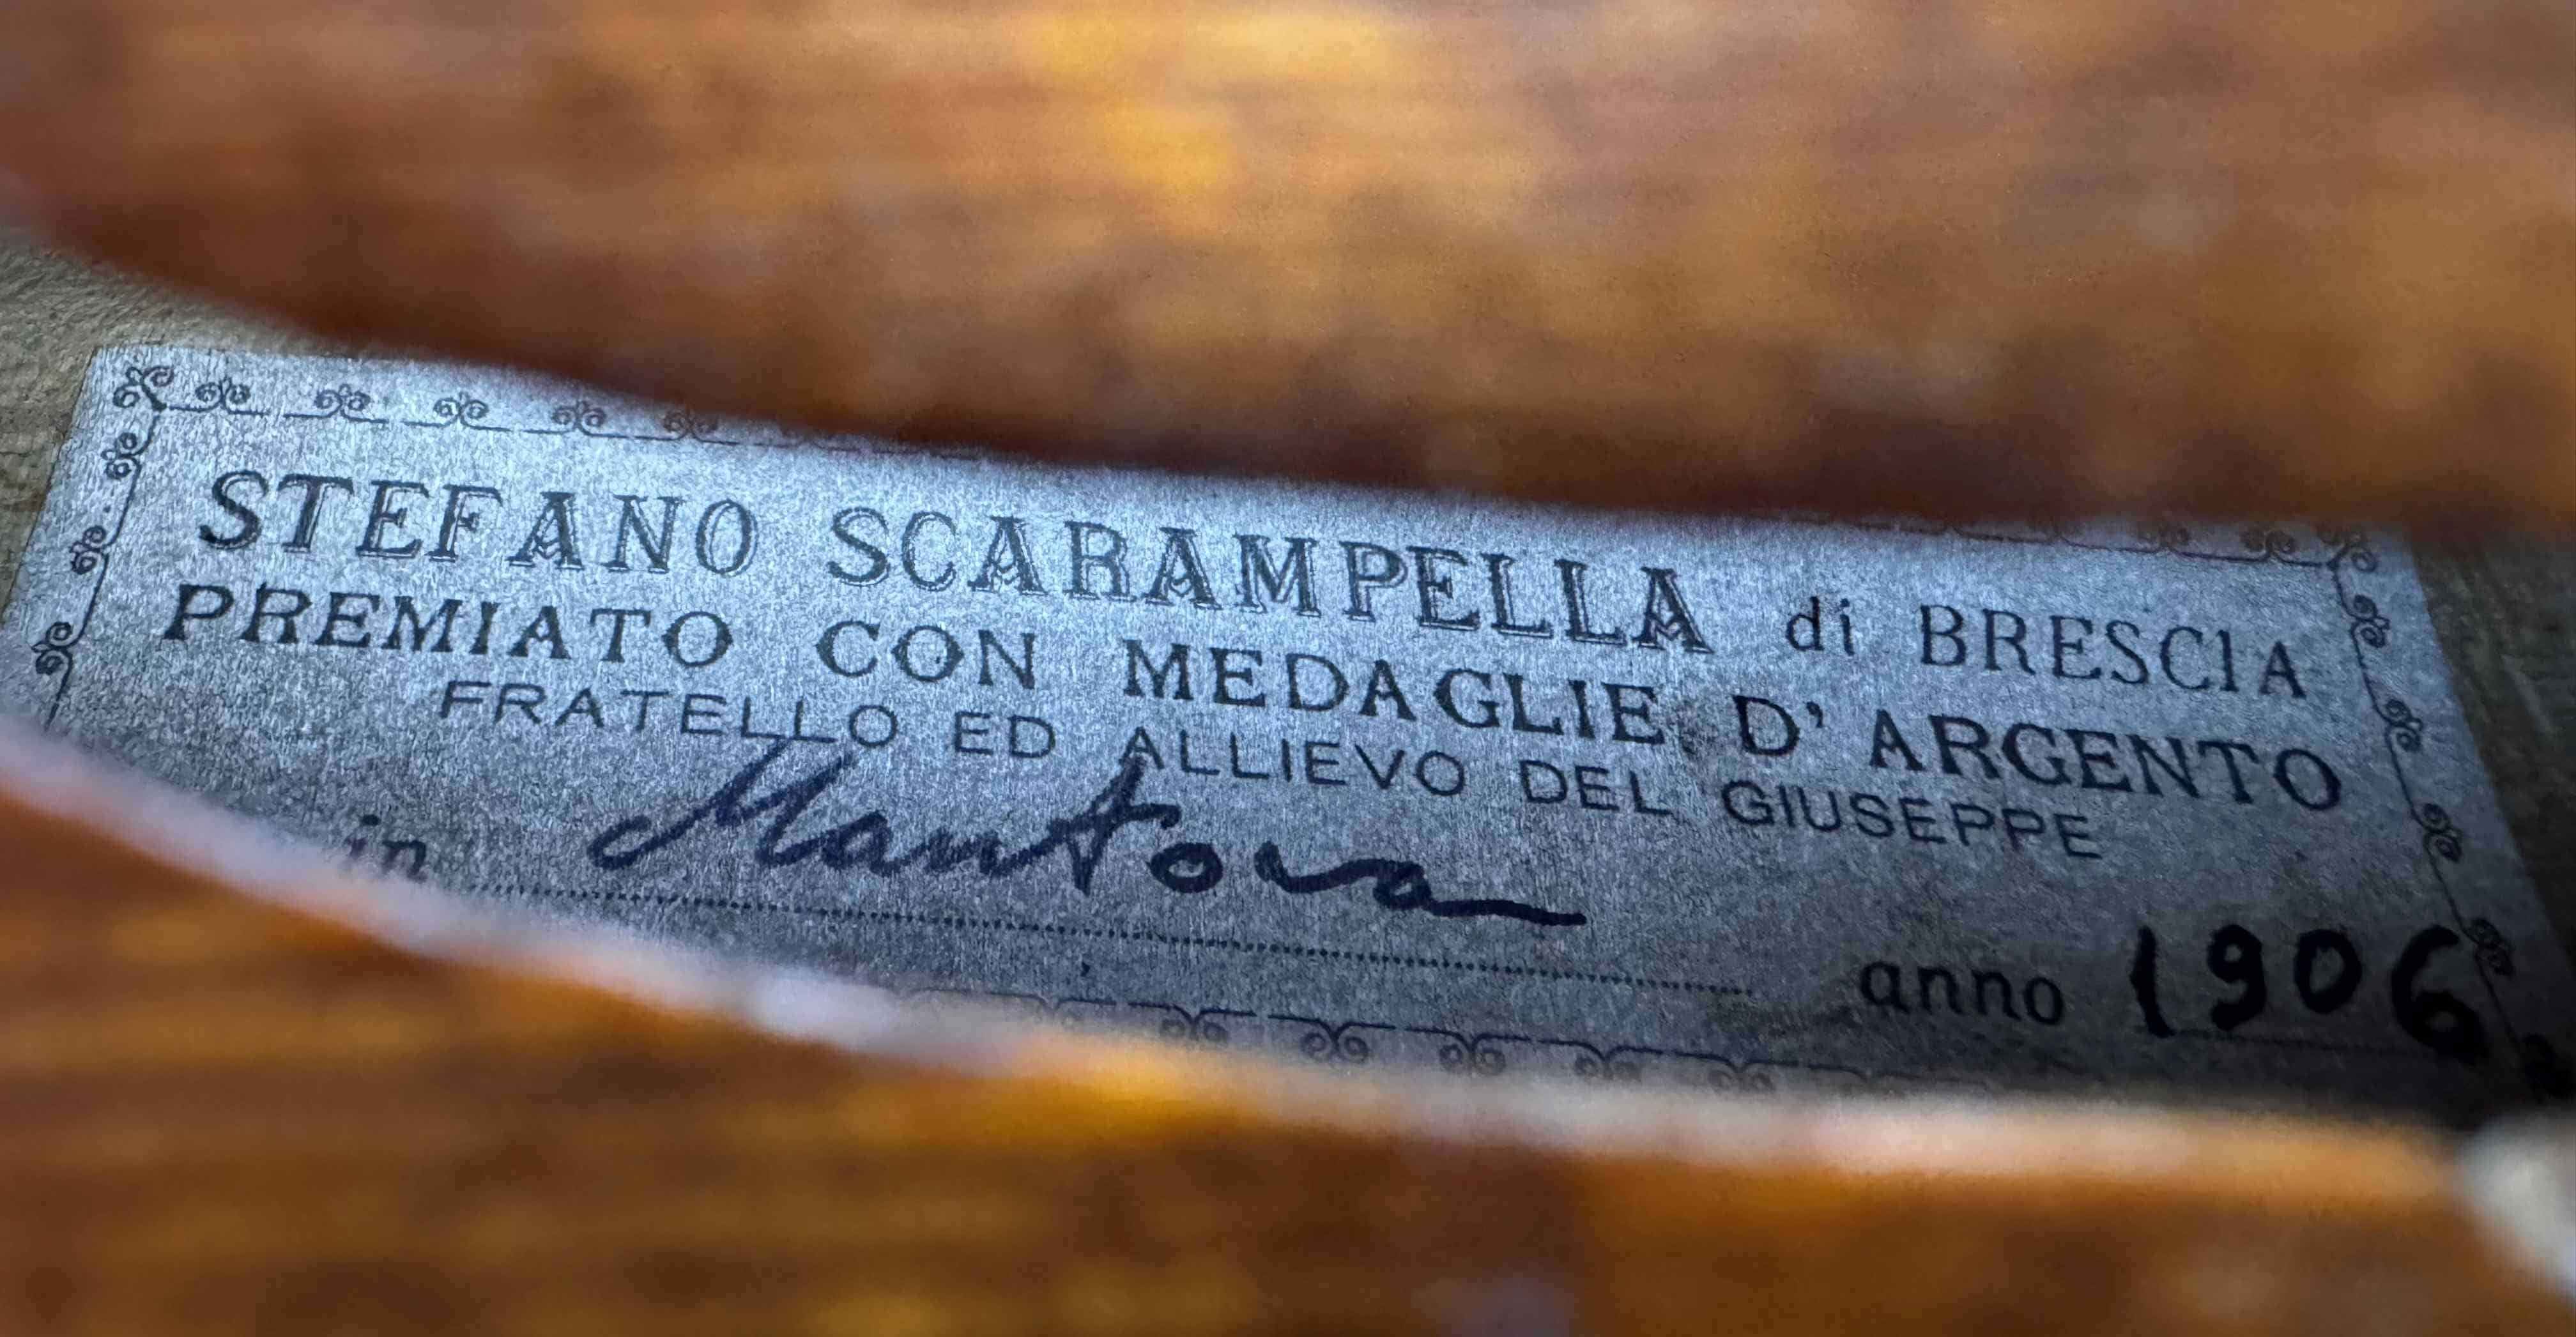 STEFANO SCARAMPELLA di BRESCIA
PREMIATO CON MEDAGLIE D' ARGENTO
FRATELLO ED ALLIEVO DEL GIUSEPPE
in Mantova anno 1906